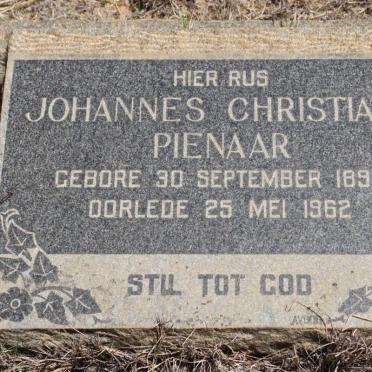 HIER RUS
JOHANNES CHRISTIA
PIENAAR
GEBORE 30 SEPTEMBER 189
OORLEDE 25 MEI 1962
STIL TOT GOD